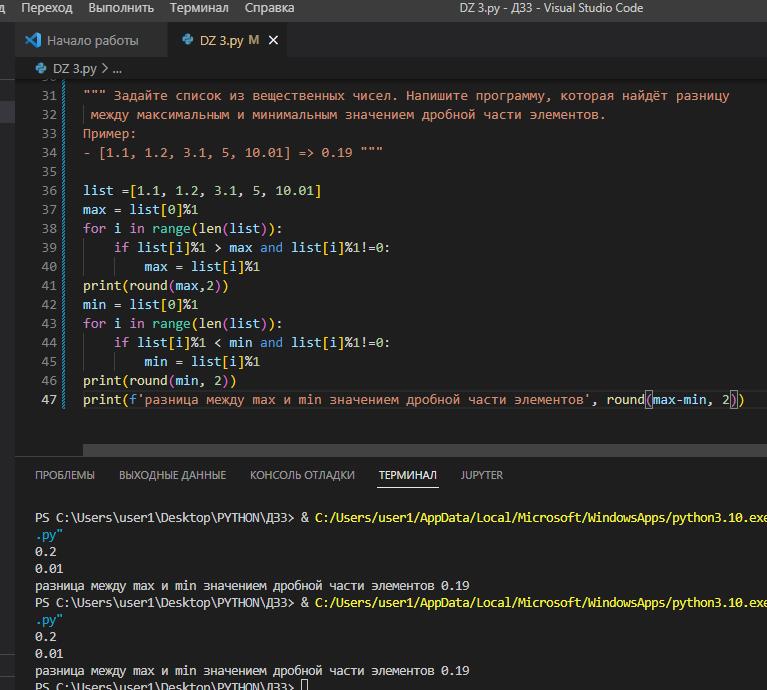 д Переход Выполнить Терминал Справка DZ 3.py - ДЗ3 - Visual Studio Code
Начало работы DZ 3.py M
DZ 3.py > ...
31 """ Задайте список из вещественных чисел. Напишите программу, которая найдёт разницу
32 между максимальным и минимальным значением дробной части элементов.
33 Пример:
34 - [1.1, 1.2, 3.1, 5, 10.01] => 0.19 """
35
36 list =[1.1, 1.2, 3.1, 5, 10.01]
37 max = list[0]%1
38 for i in range(len(list)):
39 if list[i]%1 > max and list[i]%1!=0:
40 max = list[i]%1
41 print(round(max,2))
42 min = list[0]%1
43 for i in range(len(list)):
44 if list[i]%1 < min and list[i]%1!=0:
45 min = list[i]%1
46 print(round(min, 2))
47 print(f'разница между max и min значением дробной части элементов', round(max-min, 2))
ПРОБЛЕМЫ ВЫХОДНЫЕ ДАННЫЕ КОНСОЛЬ ОТЛАДКИ ТЕРМИНАЛ JUPYTER
PS C:\Users\user1\Desktop\PYTHON\ДЗ3> & C:/Users/user1/AppData/Local/Microsoft/WindowsApps/python3.10.exe
.py"
0.2
0.01
разница между max и min значением дробной части элементов 0.19
PS C:\Users\user1\Desktop\PYTHON\ДЗ3> & C:/Users/user1/AppData/Local/Microsoft/WindowsApps/python3.10.exe
.py"
0.2
0.01
разница между max и min значением дробной части элементов 0.19
PS C:\Users\user1\Desktop\PYTHON\ДЗ3>